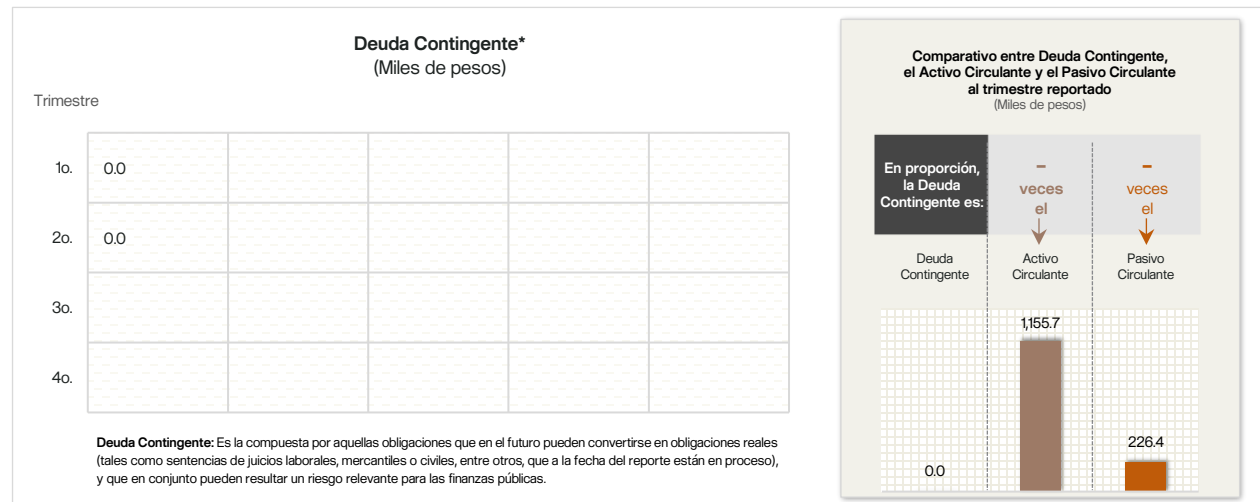 Deuda Contingente*
(Miles de pesos)
Trimestre
1o. 0.0
2o. 0.0
3o.
4o.
Deuda Contingente: Es la compuesta por aquellas obligaciones que en el futuro pueden convertirse en obligaciones reales
(tales como sentencias de juicios laborales, mercantiles o civiles, entre otros, que a la fecha del reporte están en proceso),
y que en conjunto pueden resultar un riesgo relevante para las finanzas públicas.
Comparativo entre Deuda Contingente,
el Activo Circulante y el Pasivo Circulante
al trimestre reportado
(Miles de pesos)
En proporción,
la Deuda
Contingente es:
–
veces
el
–
veces
el
Deuda
Contingente
Activo
Circulante
Pasivo
Circulante
0.0
1,155.7
226.4